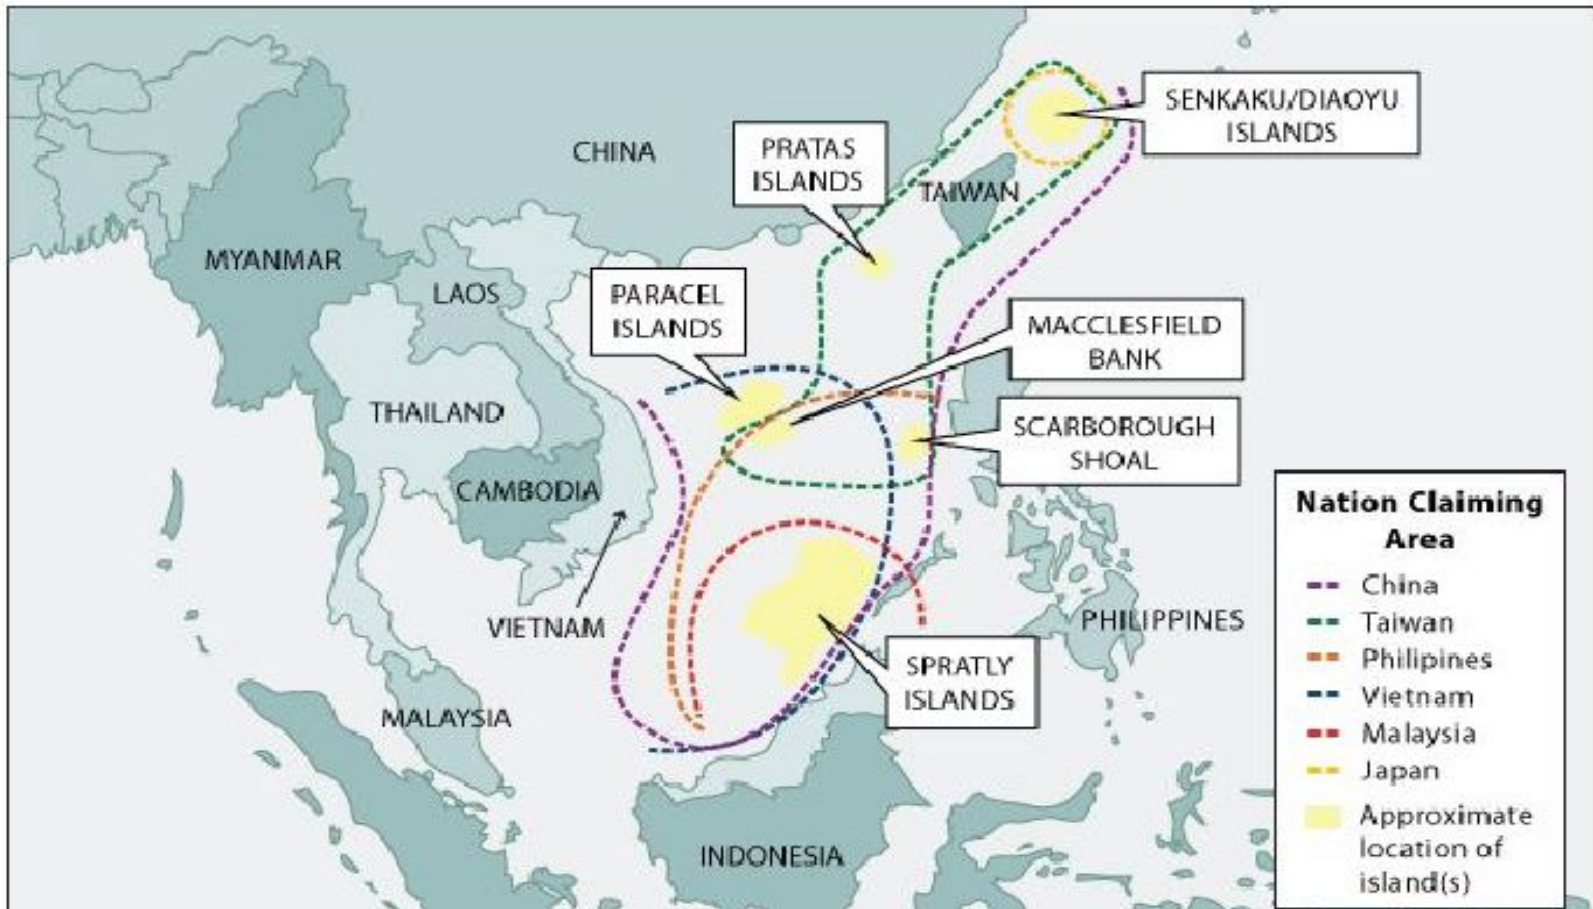 SENKAKU/DIAOYU
ISLANDS
CHINA
PRATAS
ISLANDS
TAIWAN
MYANMAR
LAOS
PARACEL
ISLANDS
MACCLESFIELD
BANK
THAILAND
SCARBOROUGH
SHOAL
CAMBODIA
VIETNAM
PHILIPPINES
SPRATLY
ISLANDS
MALAYSIA
INDONESIA
Nation Claiming
Area
China
Taiwan
Philipines
Vietnam
Malaysia
Japan
Approximate
location of
island(s)